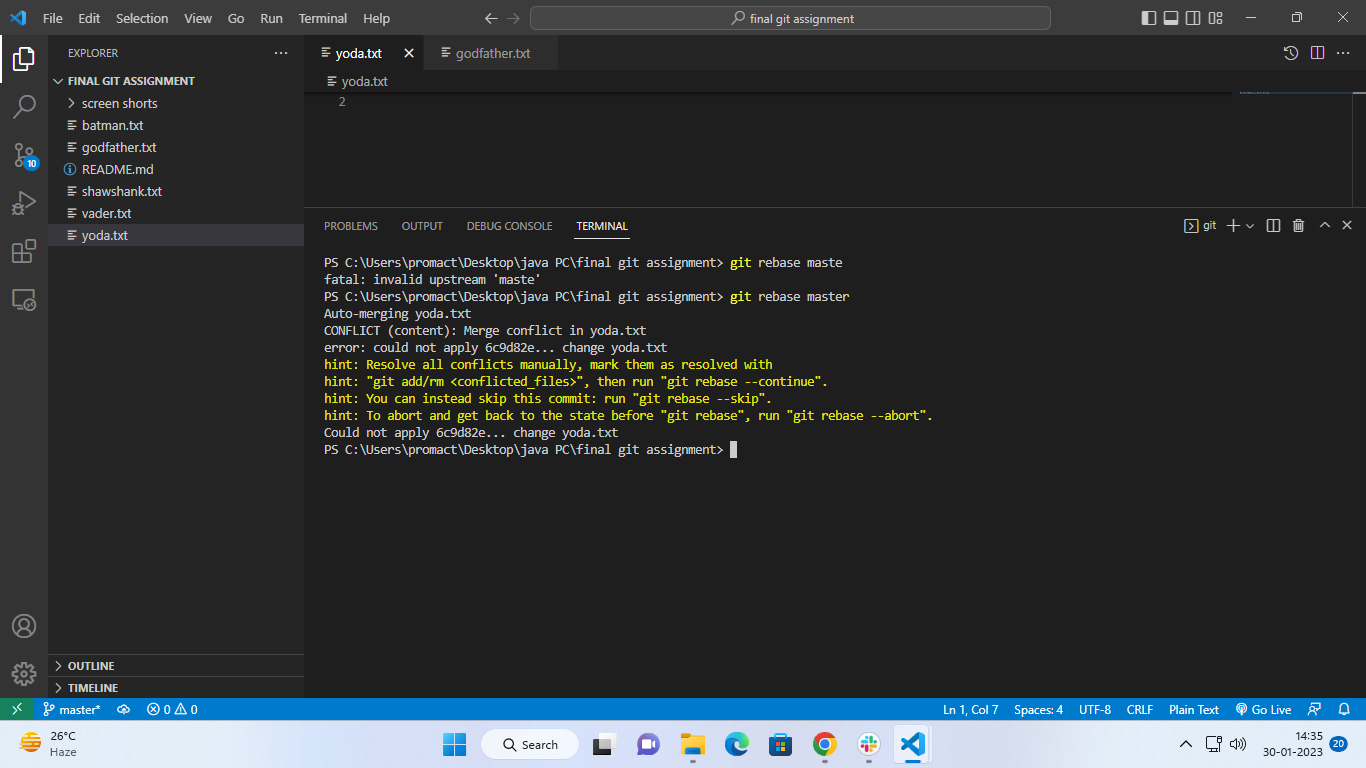 File Edit Selection View Go Run Terminal Help
final git assignment
EXPLORER
FINAL GIT ASSIGNMENT
screen shorts
batman.txt
godfather.txt
README.md
shawshank.txt
vader.txt
yoda.txt
10
OUTLINE
TIMELINE
yoda.txt godfather.txt
yoda.txt
2
PROBLEMS OUTPUT DEBUG CONSOLE TERMINAL
git
PS C:\Users\promact\Desktop\java PC\final git assignment> git rebase maste
fatal: invalid upstream 'maste'
PS C:\Users\promact\Desktop\java PC\final git assignment> git rebase master
Auto-merging yoda.txt
CONFLICT (content): Merge conflict in yoda.txt
error: could not apply 6c9d82e... change yoda.txt
hint: Resolve all conflicts manually, mark them as resolved with
hint: "git add/rm <conflicted_files>", then run "git rebase --continue".
hint: You can instead skip this commit: run "git rebase --skip".
hint: To abort and get back to the state before "git rebase", run "git rebase --abort".
Could not apply 6c9d82e... change yoda.txt
PS C:\Users\promact\Desktop\java PC\final git assignment>
master* 0 0 Ln 1, Col 7 Spaces: 4 UTF-8 CRLF Plain Text Go Live
26°C
Haze
Search
14:35
30-01-2023
20